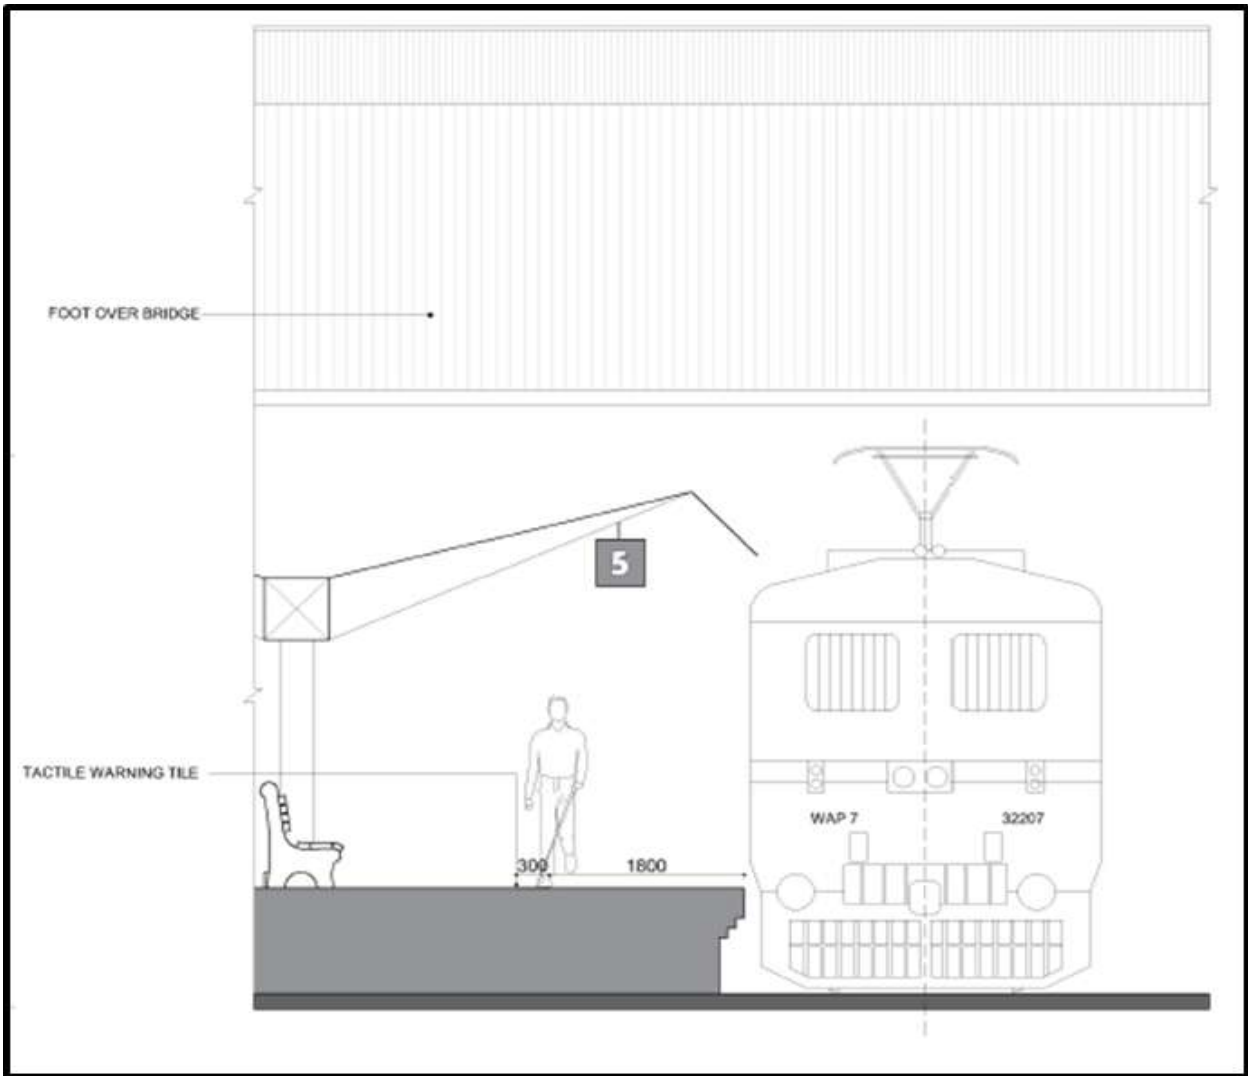 FOOT OVER BRIDGE
5
TACTILE WARNING TILE
WAP 7 32207
300 1800